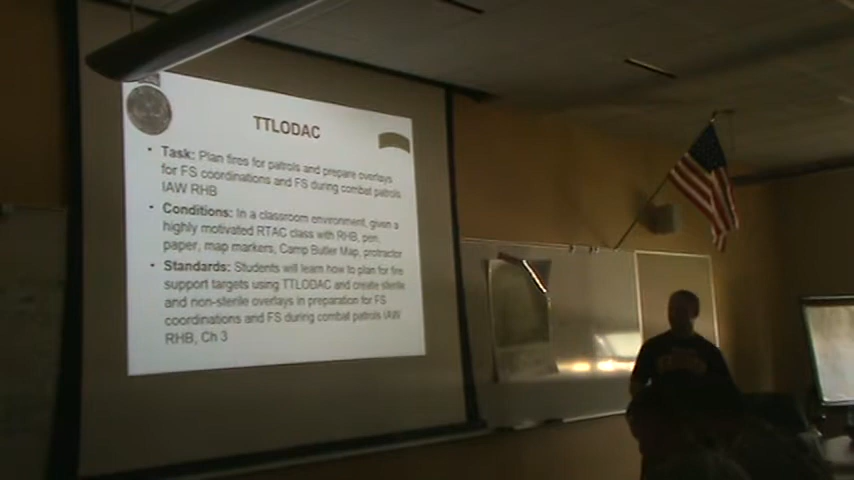 TTLODAC
• Task: Plan fires for patrols and prepare overlays
for FS coordinations and FS during combat patrols
IAW RHB
• Conditions: In a classroom environment, given a
highly motivated RTAC class with RHB, pen,
paper, map markers, Camp Butler Map, protractor
• Standards: Students will learn how to plan for fire
support targets using TTLODAC and create sterile
and non-sterile overlays in preparation for FS
coordinations and FS during combat patrols IAW
RHB, Ch 3